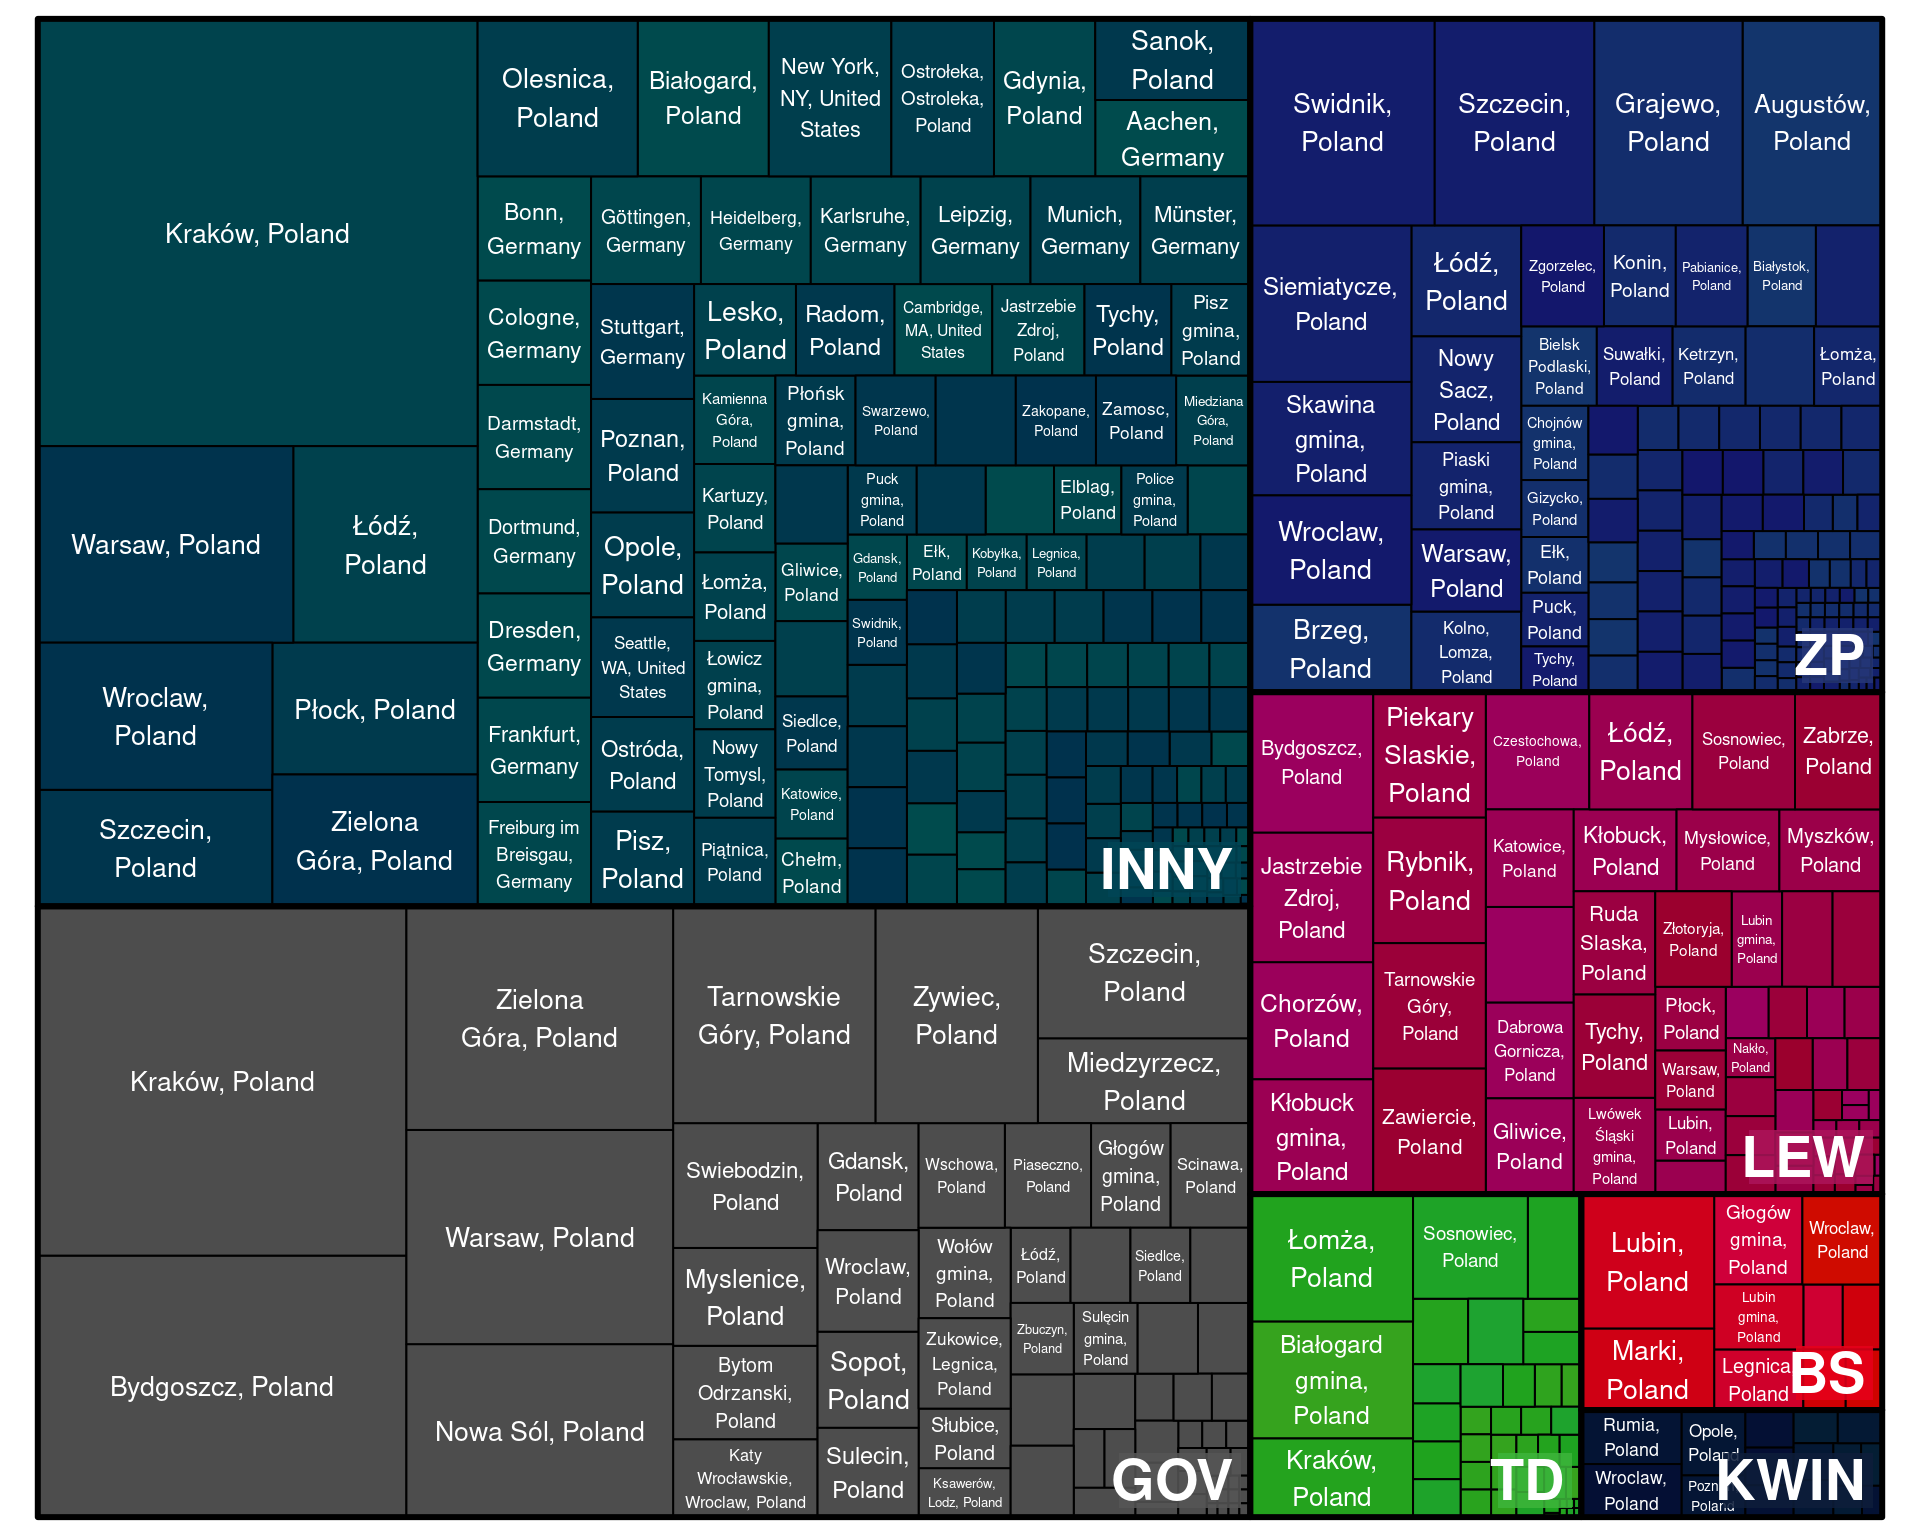 Kraków, Poland
Warsaw, Poland
Łódź,
Poland
Wroclaw,
Poland
Płock, Poland
Szczecin,
Poland
Zielona
Góra, Poland
Olesnica,
Poland
Białogard,
Poland
New York,
NY, United
States
Ostrołeka,
Ostroleka,
Poland
Gdynia,
Poland
Sanok,
Poland
Aachen,
Germany
Bonn,
Germany
Göttingen,
Germany
Heidelberg,
Germany
Karlsruhe,
Germany
Leipzig,
Germany
Munich,
Germany
Münster,
Germany
Cologne,
Germany
Darmstadt,
Germany
Dortmund,
Germany
Dresden,
Germany
Frankfurt,
Germany
Freiburg im
Breisgau,
Germany
Stuttgart,
Germany
Poznan,
Poland
Opole,
Poland
Seattle,
WA, United
States
Ostróda,
Poland
Pisz,
Poland
Lesko,
Poland
Radom,
Poland
Cambridge,
MA, United
States
Jastrzebie
Zdroj,
Poland
Tychy,
Poland
Pisz
gmina,
Poland
Kamienna
Góra,
Poland
Płońsk
gmina,
Poland
Swarzewo,
Poland
Zakopane,
Poland
Zamosc,
Poland
Miedziana
Góra,
Poland
Kartuzy,
Poland
Łomża,
Poland
Łowicz
gmina,
Poland
Nowy
Tomysl,
Poland
Piątnica,
Poland
Puck
gmina,
Poland
Elblag,
Poland
Police
gmina,
Poland
Gliwice,
Poland
Siedlce,
Poland
Katowice,
Poland
Chełm,
Poland
Gdansk,
Poland
Ełk,
Poland
Kobyłka,
Poland
Legnica,
Poland
Swidnik,
Poland
INNY
Swidnik,
Poland
Szczecin,
Poland
Grajewo,
Poland
Augustów,
Poland
Siemiatycze,
Poland
Skawina
gmina,
Poland
Wroclaw,
Poland
Brzeg,
Poland
Łódź,
Poland
Nowy
Sacz,
Poland
Piaski
gmina,
Poland
Warsaw,
Poland
Kolno,
Lomza,
Poland
Zgorzelec,
Poland
Konin,
Poland
Pabianice,
Poland
Białystok,
Poland
Bielsk
Podlaski,
Poland
Suwałki,
Poland
Ketrzyn,
Poland
Łomża,
Poland
Chojnów
gmina,
Poland
Gizycko,
Poland
Ełk,
Poland
Puck,
Poland
Tychy,
Poland
ZP
Bydgoszcz,
Poland
Jastrzebie
Zdroj,
Poland
Chorzów,
Poland
Kłobuck
gmina,
Poland
Piekary
Slaskie,
Poland
Rybnik,
Poland
Tarnowskie
Góry,
Poland
Zawiercie,
Poland
Czestochowa,
Poland
Łódź,
Poland
Sosnowiec,
Poland
Zabrze,
Poland
Katowice,
Poland
Kłobuck,
Poland
Mysłowice,
Poland
Myszków,
Poland
Dabrowa
Gornicza,
Poland
Gliwice,
Poland
Ruda
Slaska,
Poland
Tychy,
Poland
Lwówek
Śląski
gmina,
Poland
Złotoryja,
Poland
Lubin
gmina,
Poland
Płock,
Poland
Warsaw,
Poland
Lubin,
Poland
Nakło,
Poland
LEW
Kraków, Poland
Bydgoszcz, Poland
Zielona
Góra, Poland
Warsaw, Poland
Nowa Sól, Poland
Tarnowskie
Góry, Poland
Zywiec,
Poland
Szczecin,
Poland
Miedzyrzecz,
Poland
Swiebodzin,
Poland
Myslenice,
Poland
Bytom
Odrzanski,
Poland
Katy
Wrocławskie,
Wroclaw, Poland
Gdansk,
Poland
Wroclaw,
Poland
Sopot,
Poland
Sulecin,
Poland
Wschowa,
Poland
Piaseczno,
Poland
Głogów
gmina,
Poland
Scinawa,
Poland
Wołów
gmina,
Poland
Zukowice,
Legnica,
Poland
Słubice,
Poland
Ksawerów,
Lodz, Poland
Łódź,
Poland
Siedlce,
Poland
Zbuczyn,
Poland
Sulęcin
gmina,
Poland
GOV
Łomża,
Poland
Białogard
gmina,
Poland
Kraków,
Poland
Sosnowiec,
Poland
TD
Lubin,
Poland
Marki,
Poland
Głogów
gmina,
Poland
Wroclaw,
Poland
Lubin
gmina,
Poland
Legnica
Poland
BS
Rumia,
Poland
Wroclaw,
Poland
Opole,
Poland
Pozn
Poland
KWIN